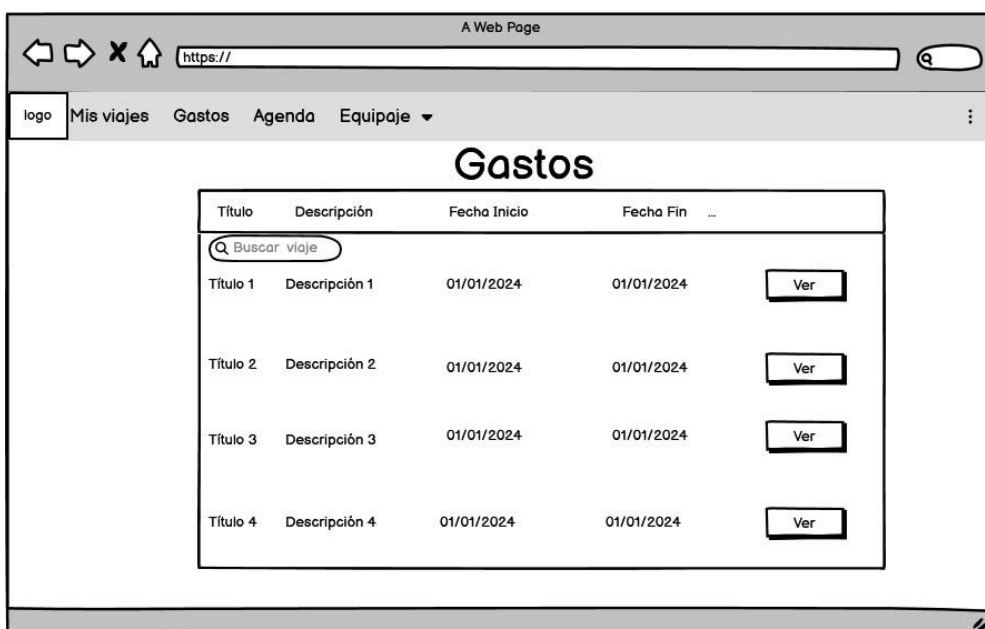 A Web Page
https://
logo Mis viajes Gastos Agenda Equipaje
Gastos
Título Descripción Fecha Inicio Fecha Fin ...
Buscar viaje
Título 1 Descripción 1 01/01/2024 01/01/2024 Ver
Título 2 Descripción 2 01/01/2024 01/01/2024 Ver
Título 3 Descripción 3 01/01/2024 01/01/2024 Ver
Título 4 Descripción 4 01/01/2024 01/01/2024 Ver